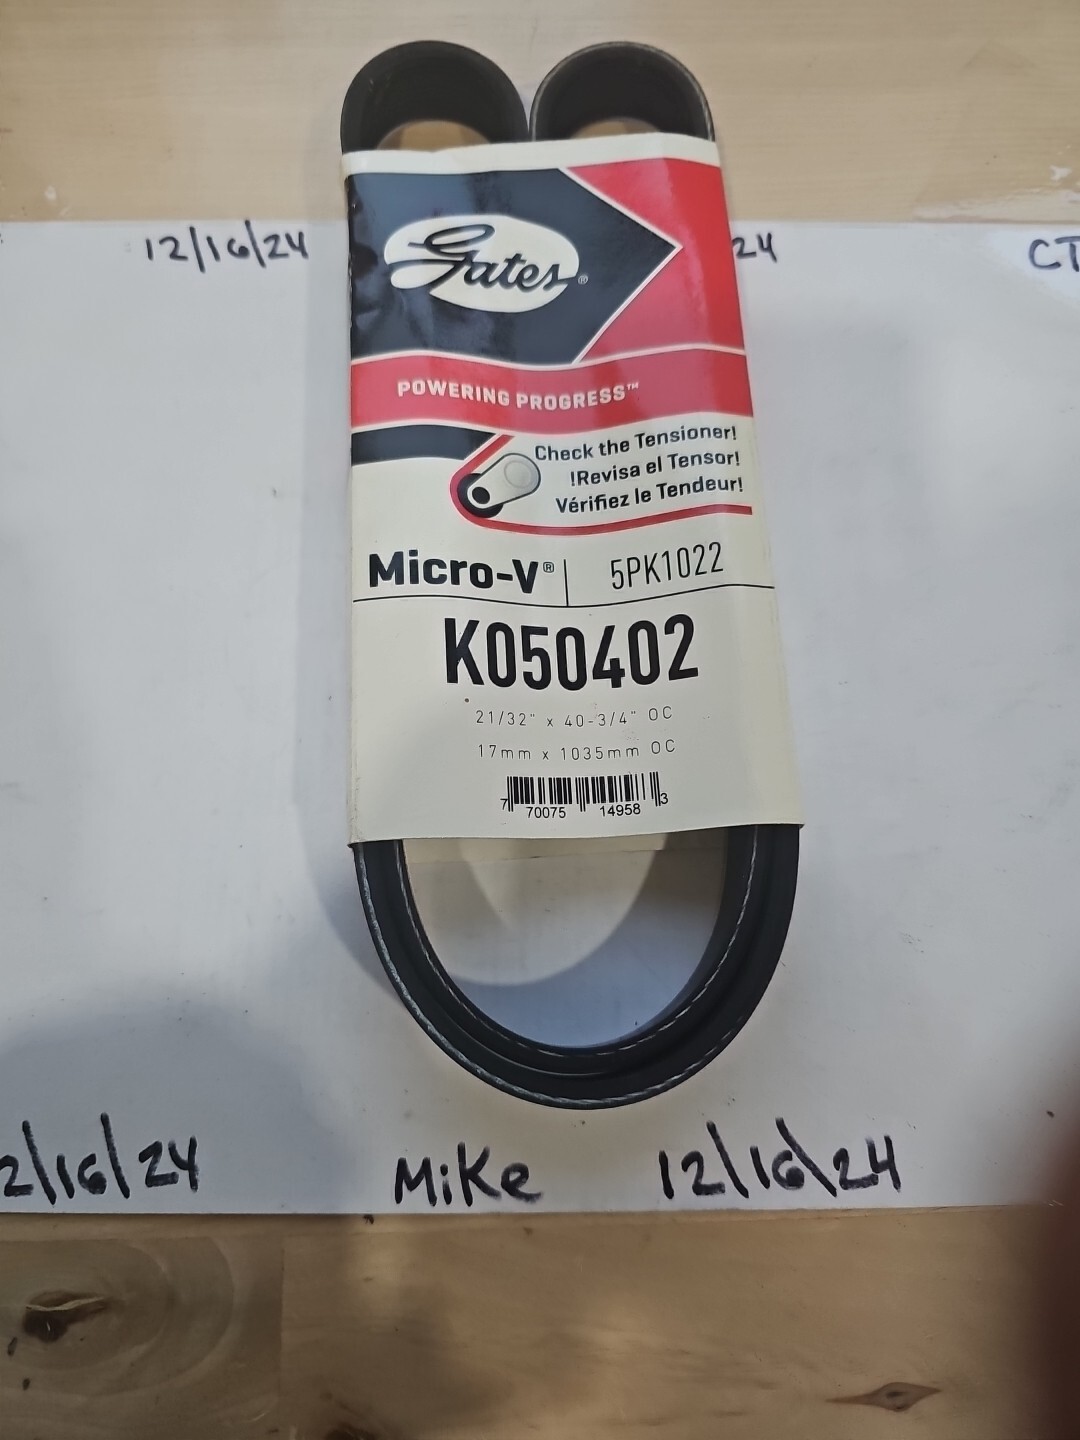 12/16/24
24
CT
Gates®
POWERING PROGRESS™
Check the Tensioner!
!Revisa el Tensor!
Vérifiez le Tendeur!
Micro-V® | 5PK1022
K050402
21/32" x 40-3/4" OC
17mm x 1035mm OC
7 70075 14958 3
2/16/24 Mike 12/16/24